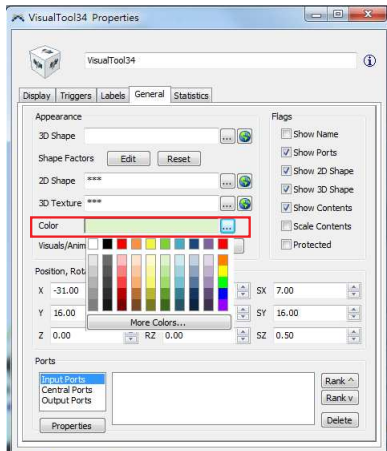 VisualTool34 Properties
VisualTool34
Display Triggers Labels General Statistics
Appearance
3D Shape ...
Shape Factors Edit Reset
2D Shape *** ...
3D Texture *** ...
Color ...
Visuals/Anim
Position, Rot
X -31.00 SX 7.00
Y 16.00 SY 16.00
More Colors...
Z 0.00 RZ 0.00 SZ 0.50
Flags
Show Name
Show Ports
Show 2D Shape
Show 3D Shape
Show Contents
Scale Contents
Protected
Ports
Input Ports
Central Ports
Output Ports
Properties
Rank ^
Rank v
Delete